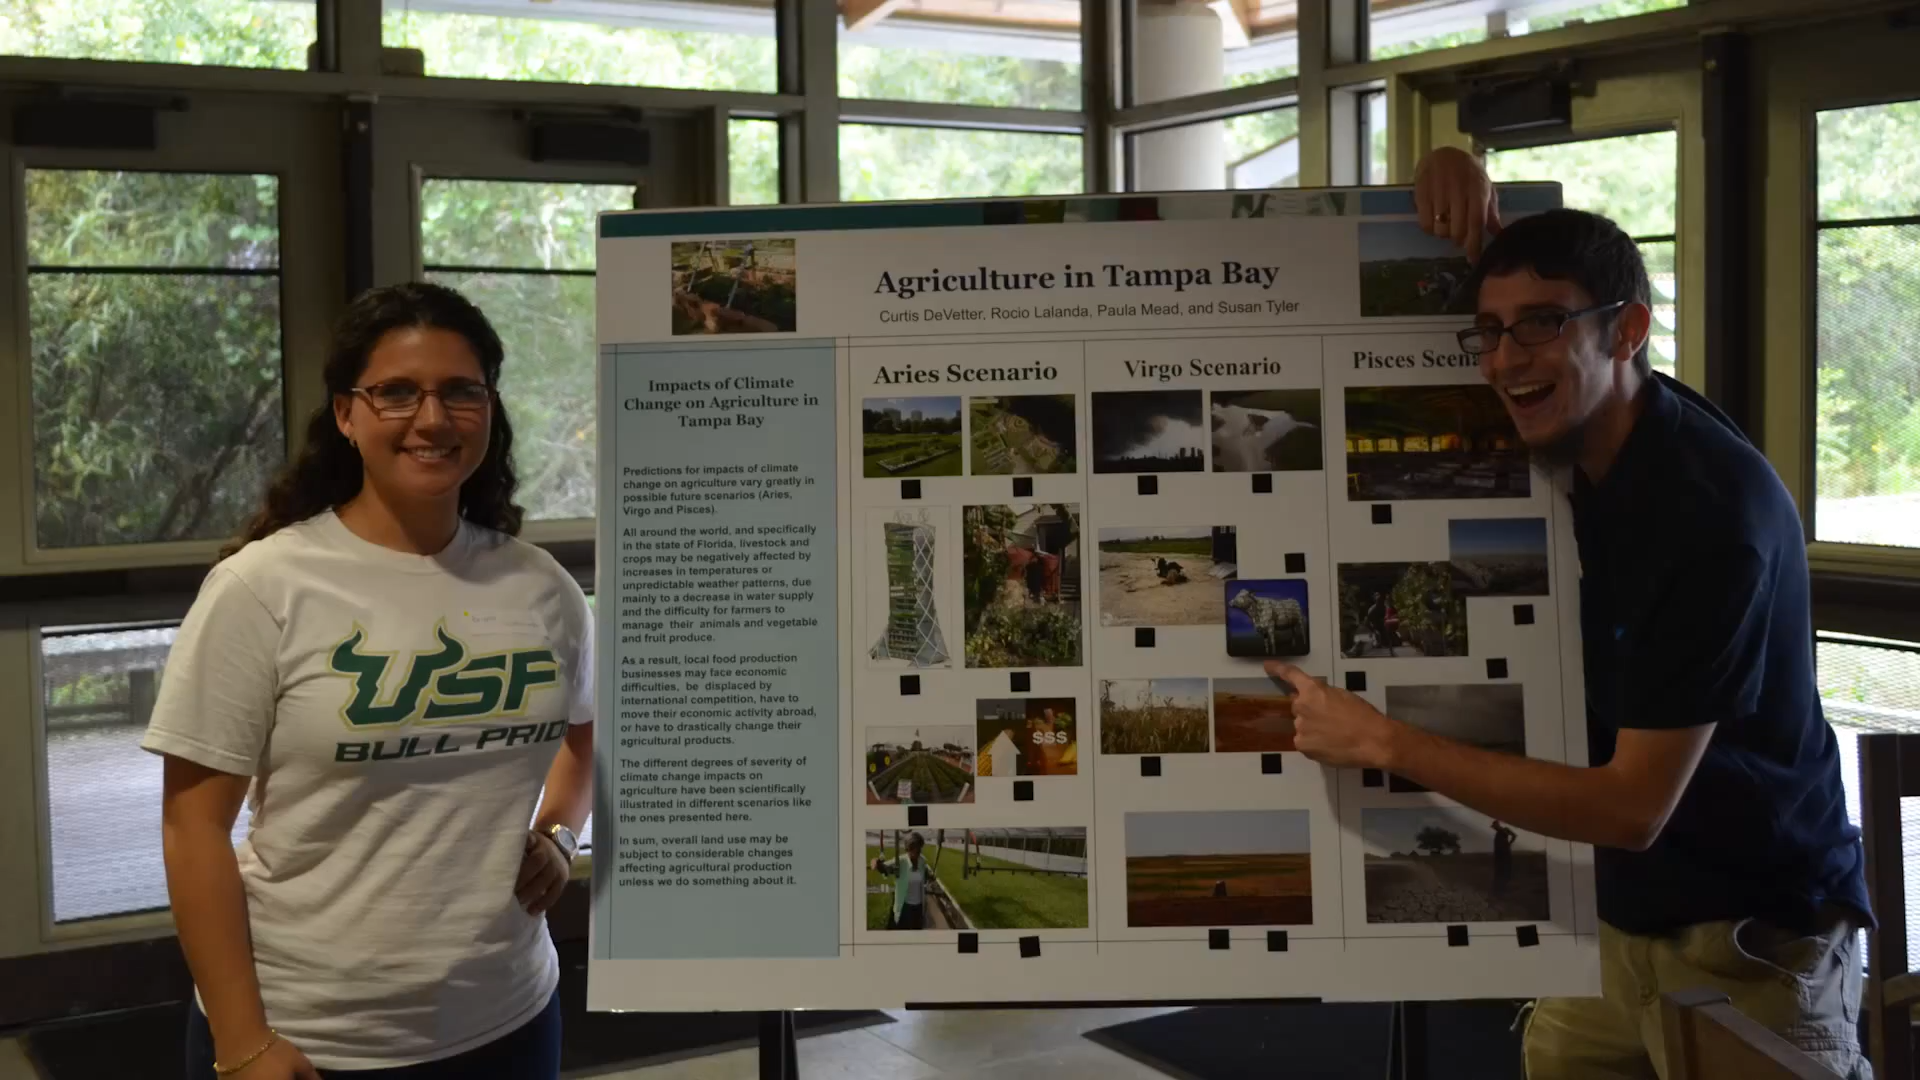 Agriculture in Tampa Bay
Curtis DeVetter, Rocio Lalanda, Paula Mead, and Susan Tyler
Impacts of Climate
Change on Agriculture in
Tampa Bay
Predictions for impacts of climate
change on agriculture vary greatly in
possible future scenarios (Aries,
Virgo and Pisces).
All around the world, and specifically
in the state of Florida, livestock and
crops may be negatively affected by
increases in temperatures or
unpredictable weather patterns, due
mainly to a decrease in water supply
and the difficulty for farmers to
manage their animals and vegetable
and fruit produce.
As a result, local food production
businesses may face economic
difficulties, be displaced by
international competition, have to
move their economic activity abroad,
or have to drastically change their
agricultural products.
The different degrees of severity of
climate change impacts on
agriculture have been scientifically
illustrated in different scenarios like
the ones presented here.
In sum, overall land use may be
subject to considerable changes
affecting agricultural production
unless we do something about it.
Aries Scenario
$$$
Virgo Scenario
Pisces Scena
USF
BULL PRID